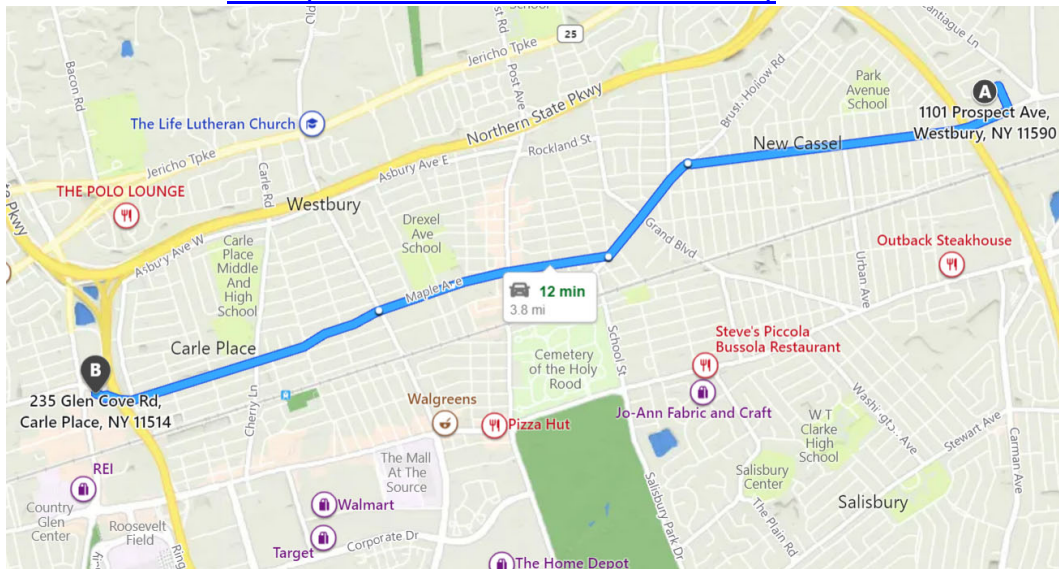 25
Jericho Tpke
Post Ave
Bacon Rd
Northern State Pkwy
Brush Hollow Rd
Park
Avenue
School
A
1101 Prospect Ave,
Westbury, NY 11590
The Life Lutheran Church
Jericho Tpke
Asbury Ave E
Rockland St
New Cassel
THE POLO LOUNGE
Carle Rd
Westbury
Drexel
Ave
School
Asbury Ave W
Carle
Place
Middle
And
High
School
Grand Blvd
Outback Steakhouse
Urban Ave
12 min
3.8 mi
Carle Place
B
235 Glen Cove Rd,
Carle Place, NY 11514
Cherry Ln
Cemetery
of the Holy
Rood
School St
Steve's Piccola
Bussola Restaurant
Walgreens
Pizza Hut
Jo-Ann Fabric and Craft
W T
Clarke
High
School
Stewart Ave
Carman Ave
REI
The Mall
At The
Source
Salisbury
Center
Salisbury
Country
Glen
Center
Roosevelt
Field
Walmart
Target
Corporate Dr
Salisbury Park Dr
The Plain Rd
The Home Depot